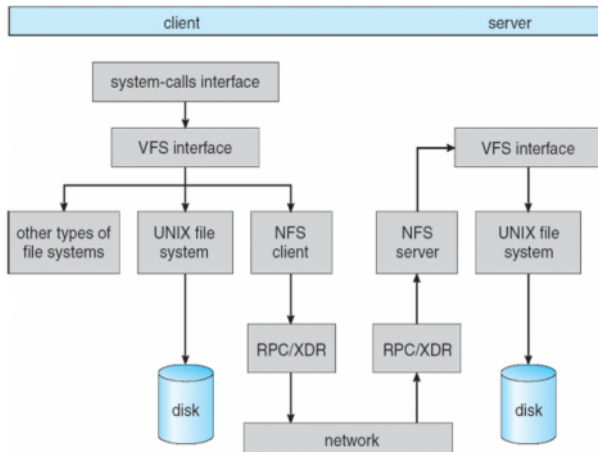 client
server
system-calls interface
VFS interface
VFS interface
other types of
file systems
UNIX file
system
NFS
client
NFS
server
UNIX file
system
RPC/XDR
RPC/XDR
disk
disk
network